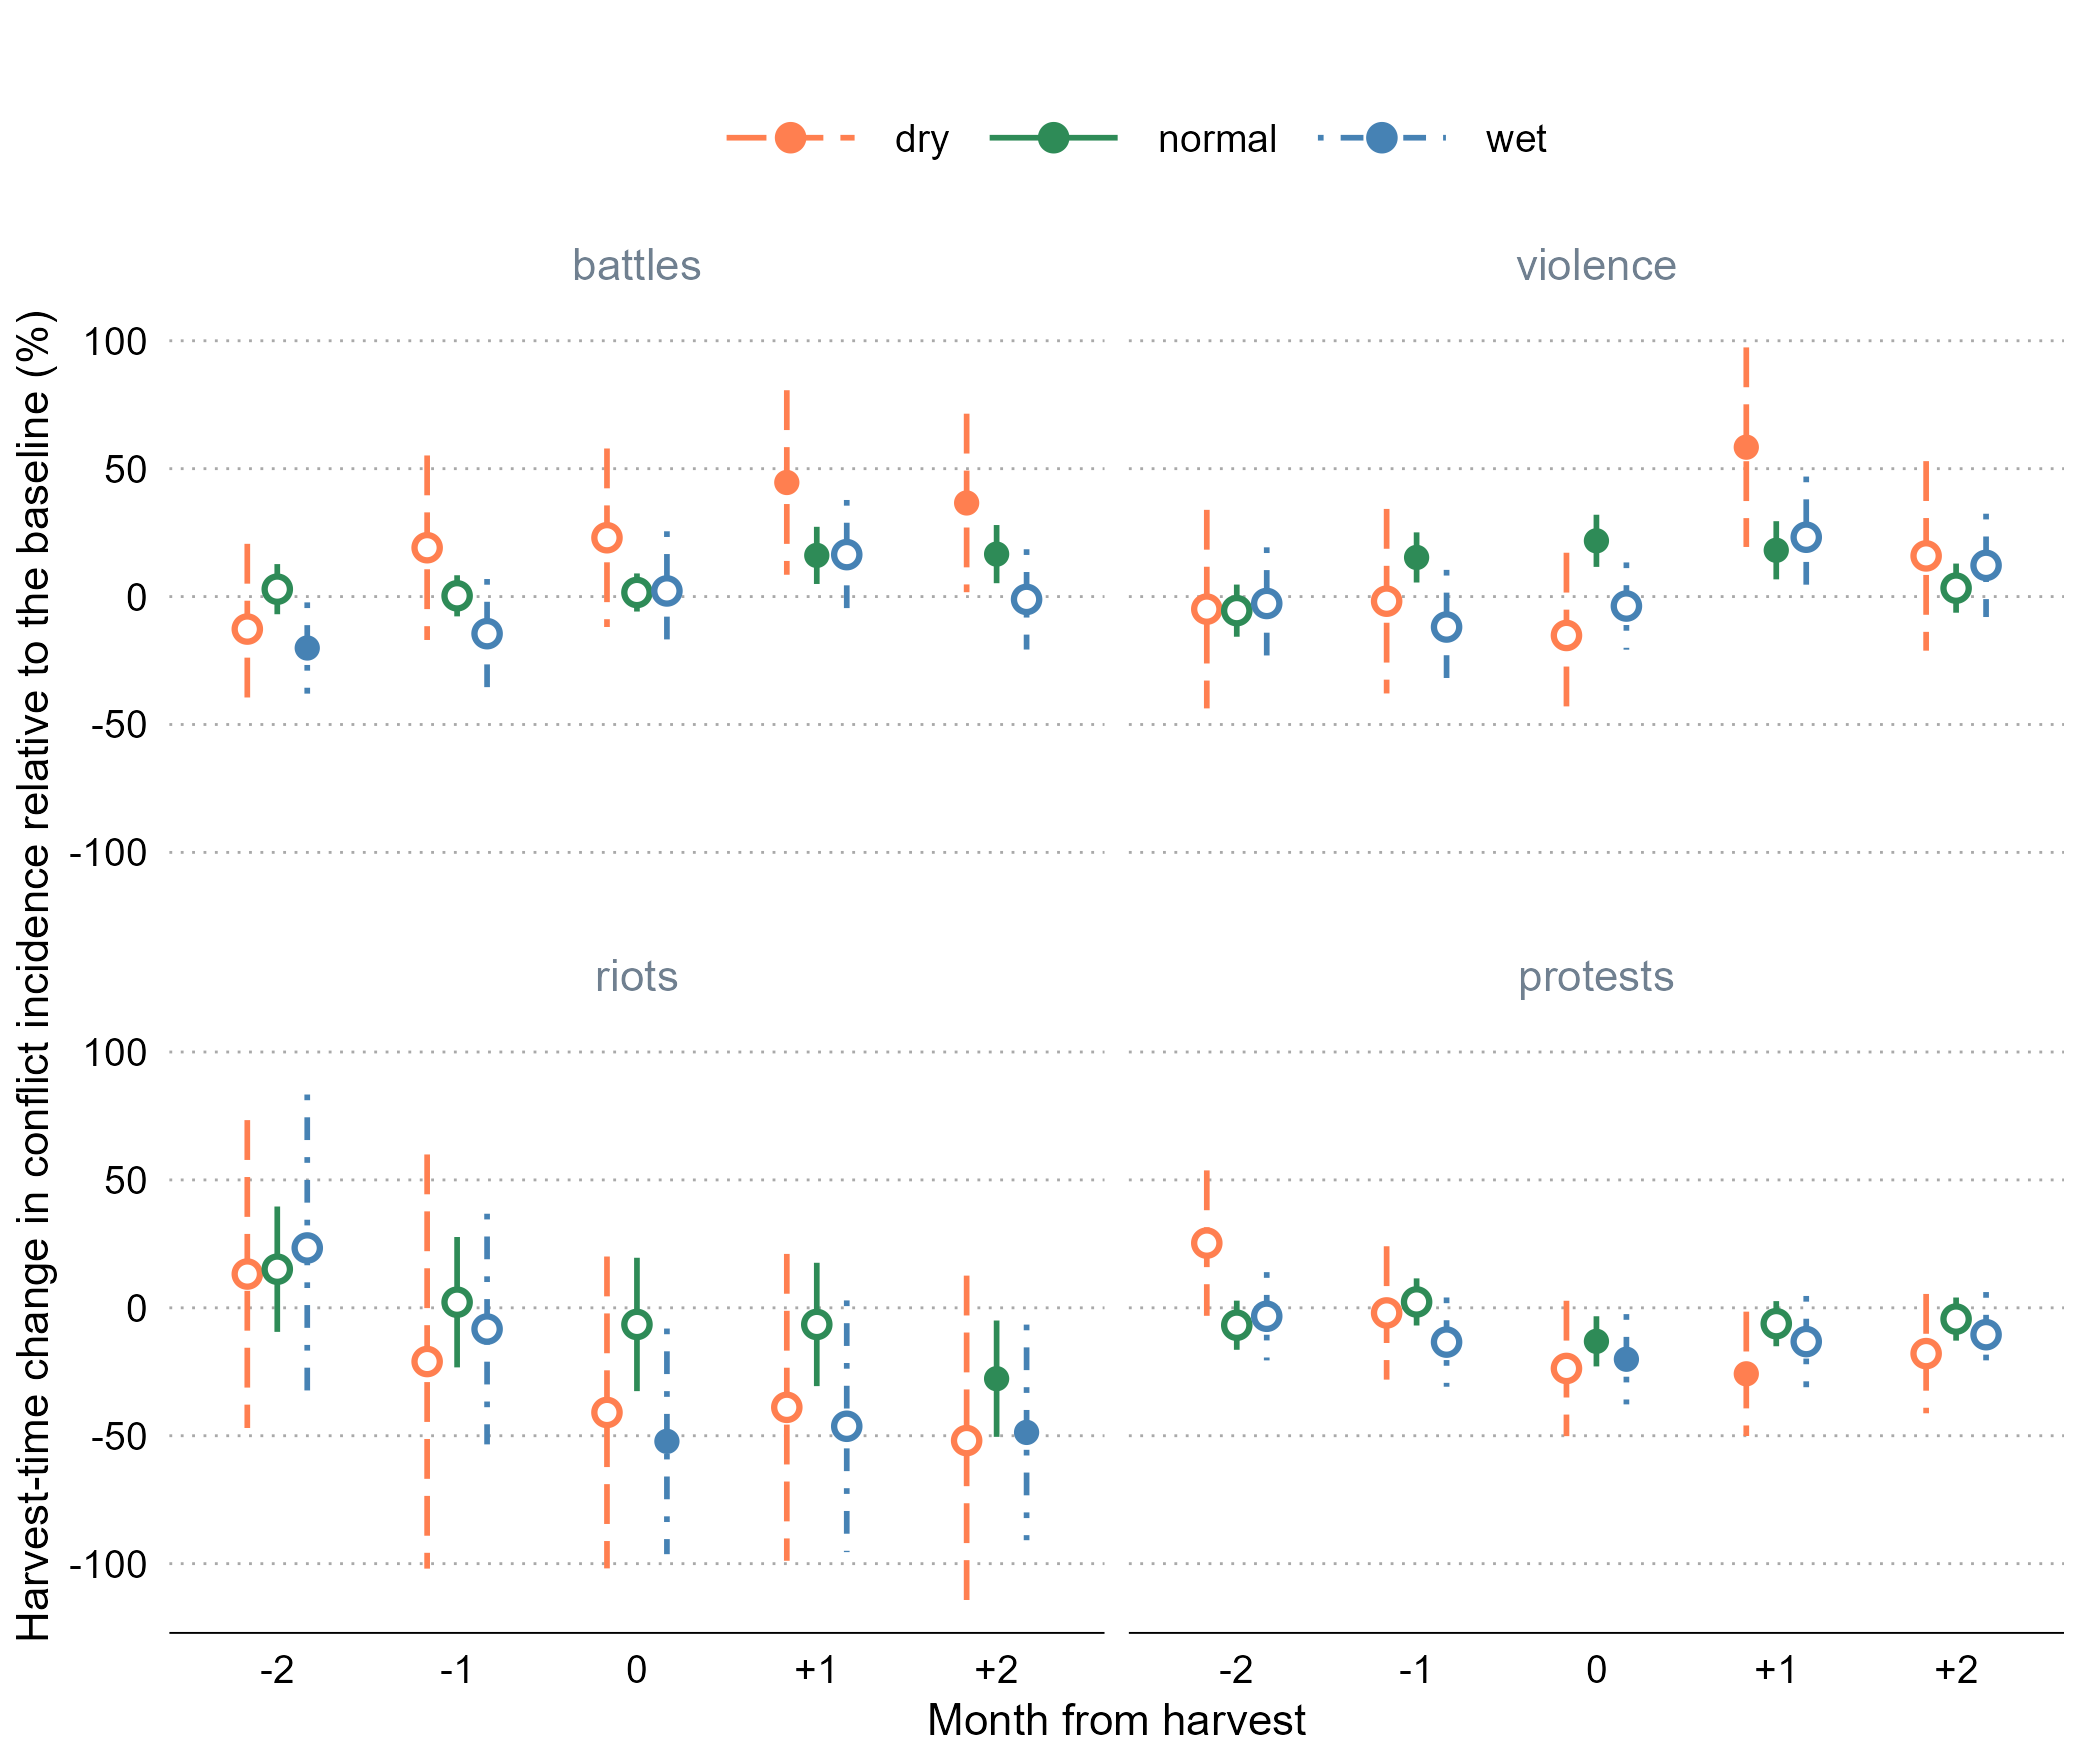 dry normal wet
battles violence
Harvest-time change in conflict incidence relative to the baseline (%)
100
50
0
-50
-100
riots protests
100
50
0
-50
-100
-2 -1 0 +1 +2 -2 -1 0 +1 +2
Month from harvest